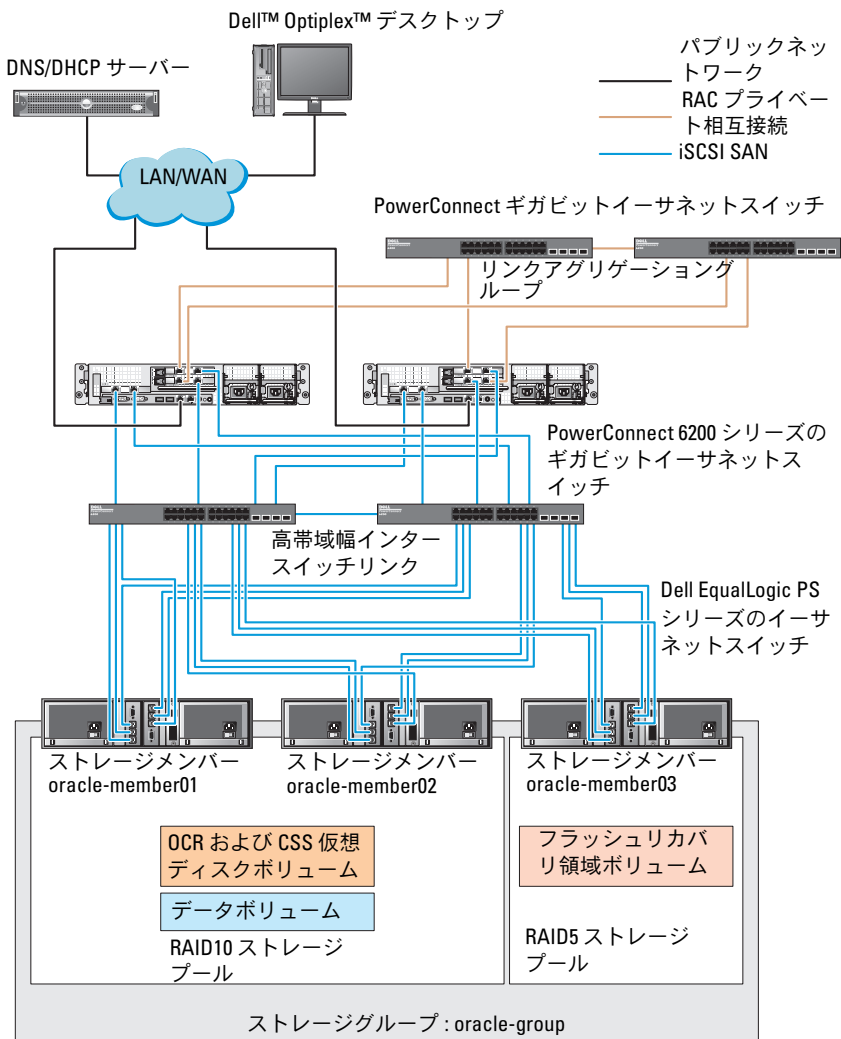 Dell™ Optiplex™ デスクトップ
DNS/DHCP サーバー
パブリックネッ
トワーク
RAC プライベー
ト相互接続
iSCSI SAN
LAN/WAN
PowerConnect ギガビットイーサネットスイッチ
リンクアグリゲーショング
ループ
PowerConnect 6200 シリーズの
ギガビットイーサネットス
イッチ
高帯域幅インター
スイッチリンク
Dell EqualLogic PS
シリーズのイーサ
ネットスイッチ
ストレージメンバー
oracle-member01
ストレージメンバー
oracle-member02
ストレージメンバー
oracle-member03
OCR および CSS 仮想
ディスクボリューム
フラッシュリカバ
リ領域ボリューム
データボリューム
RAID10 ストレージ
プール
RAID5 ストレージ
プール
ストレージグループ : oracle-group